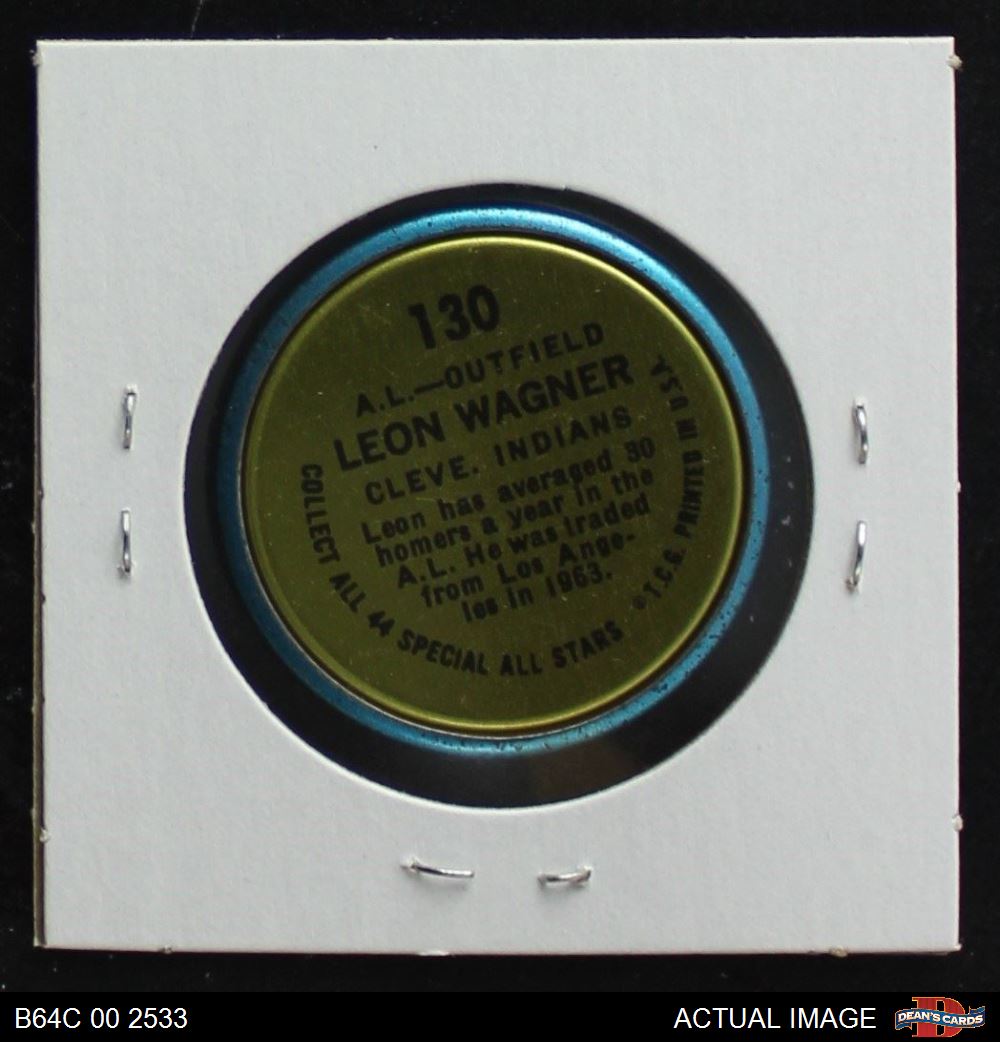 130
A.L.—OUTFIELD
LEON WAGNER
CLEVE. INDIANS
Leon has averaged 30
homers a year in the
A.L. He was traded
from Los Ange-
les in 1963.
COLLECT ALL 44 SPECIAL ALL STARS
© T.C.G. PRINTED IN U.S.A.
B64C 00 2533
ACTUAL IMAGE
D
DEAN'S CARDS